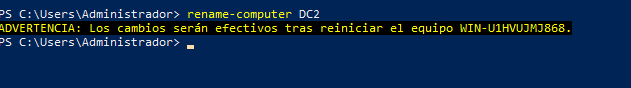 PS C:\Users\Administrador> rename-computer DC2
ADVERTENCIA: Los cambios serán efectivos tras reiniciar el equipo WIN-U1HVUJMJ868.
PS C:\Users\Administrador>